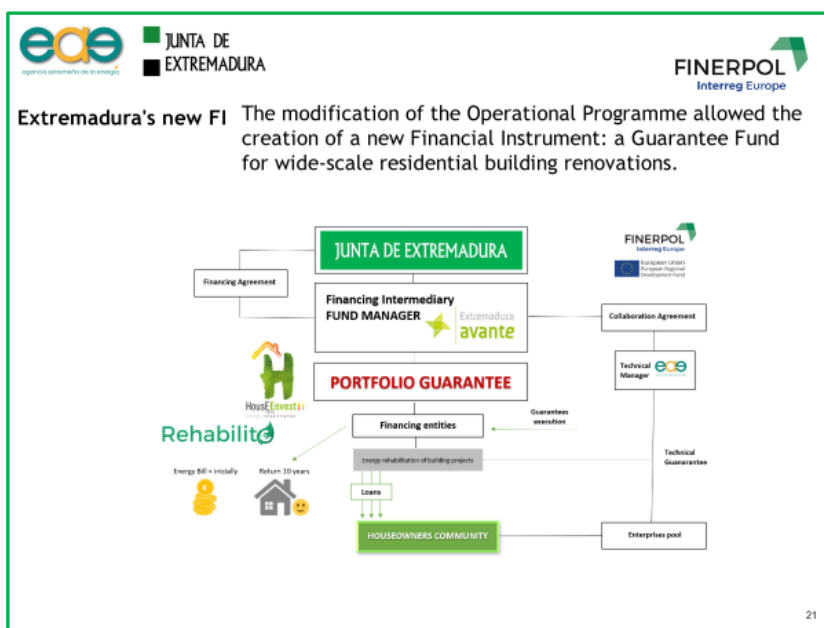 eae
agencia extremeña de la energía
JUNTA DE
EXTREMADURA
FINERPOL
Interreg Europe
Extremadura's new FI
The modification of the Operational Programme allowed the
creation of a new Financial Instrument: a Guarantee Fund
for wide-scale residential building renovations.
JUNTA DE EXTREMADURA
FINERPOL
Interreg Europe
European Union
European Regional
Development Fund
Financing Agreement
Financing Intermediary
FUND MANAGER
Extremadura
avante
Collaboration Agreement
Technical
Manager
eae
PORTFOLIO GUARANTEE
HousEEnvest
Rehabilite
Financing entities
Guarantees
execution
Energy rehabilitation of building projects
Technical
Guanarantee
Energy Bill < initially
Return 10 years
Loans
HOUSEOWNERS COMMUNITY
Enterprises pool
21